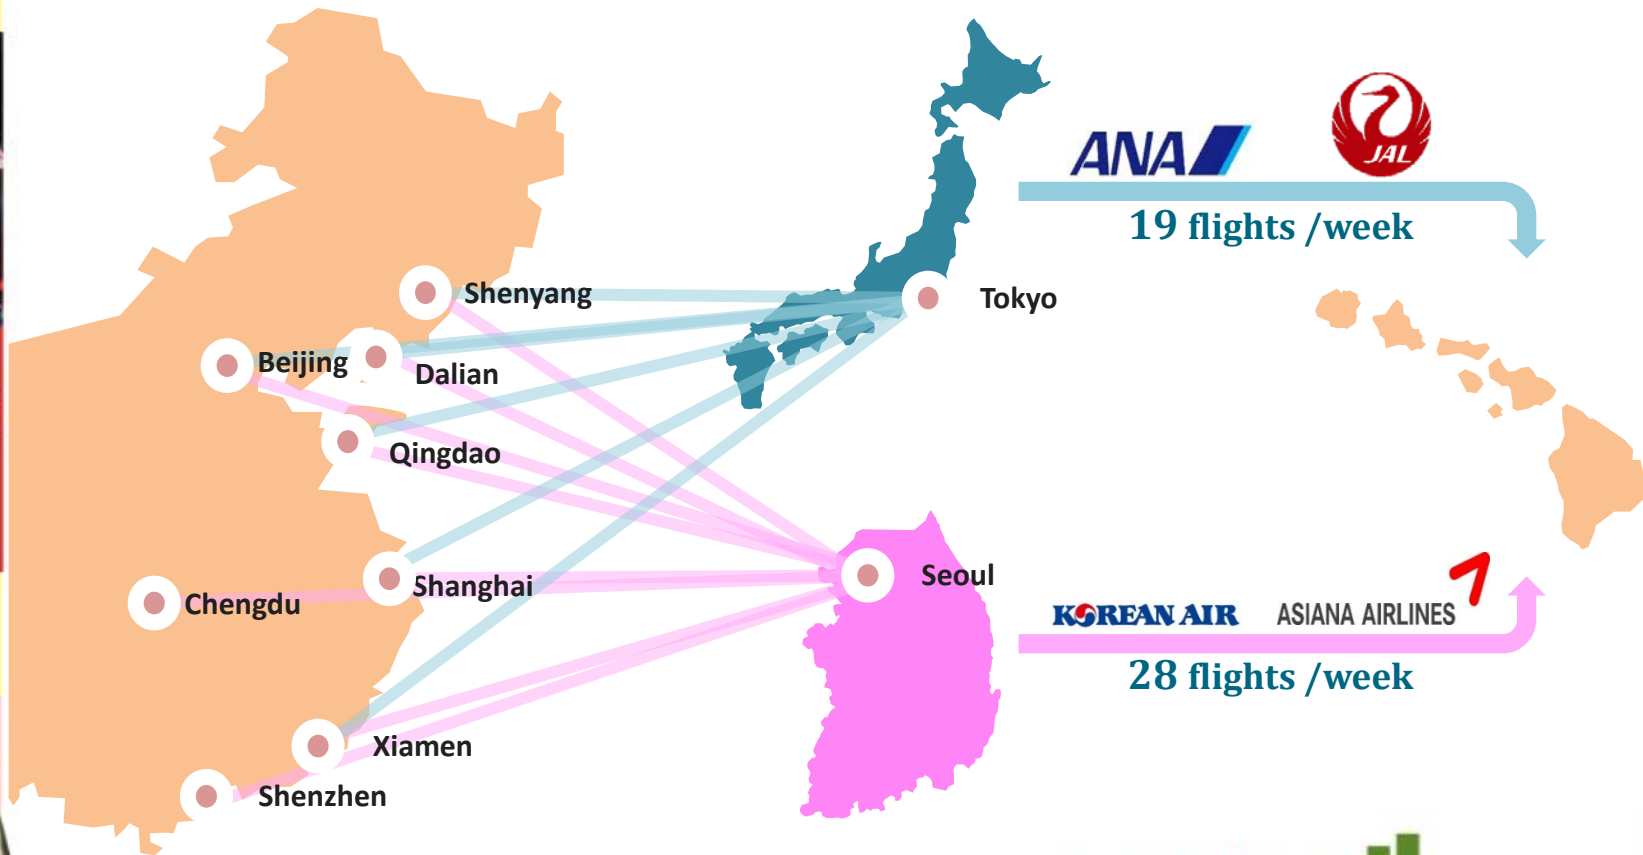 ANA
JAL
19 flights /week
Shenyang
Tokyo
Beijing
Dalian
Qingdao
Seoul
Shanghai
Chengdu
KOREAN AIR
ASIANA AIRLINES
28 flights /week
Xiamen
Shenzhen